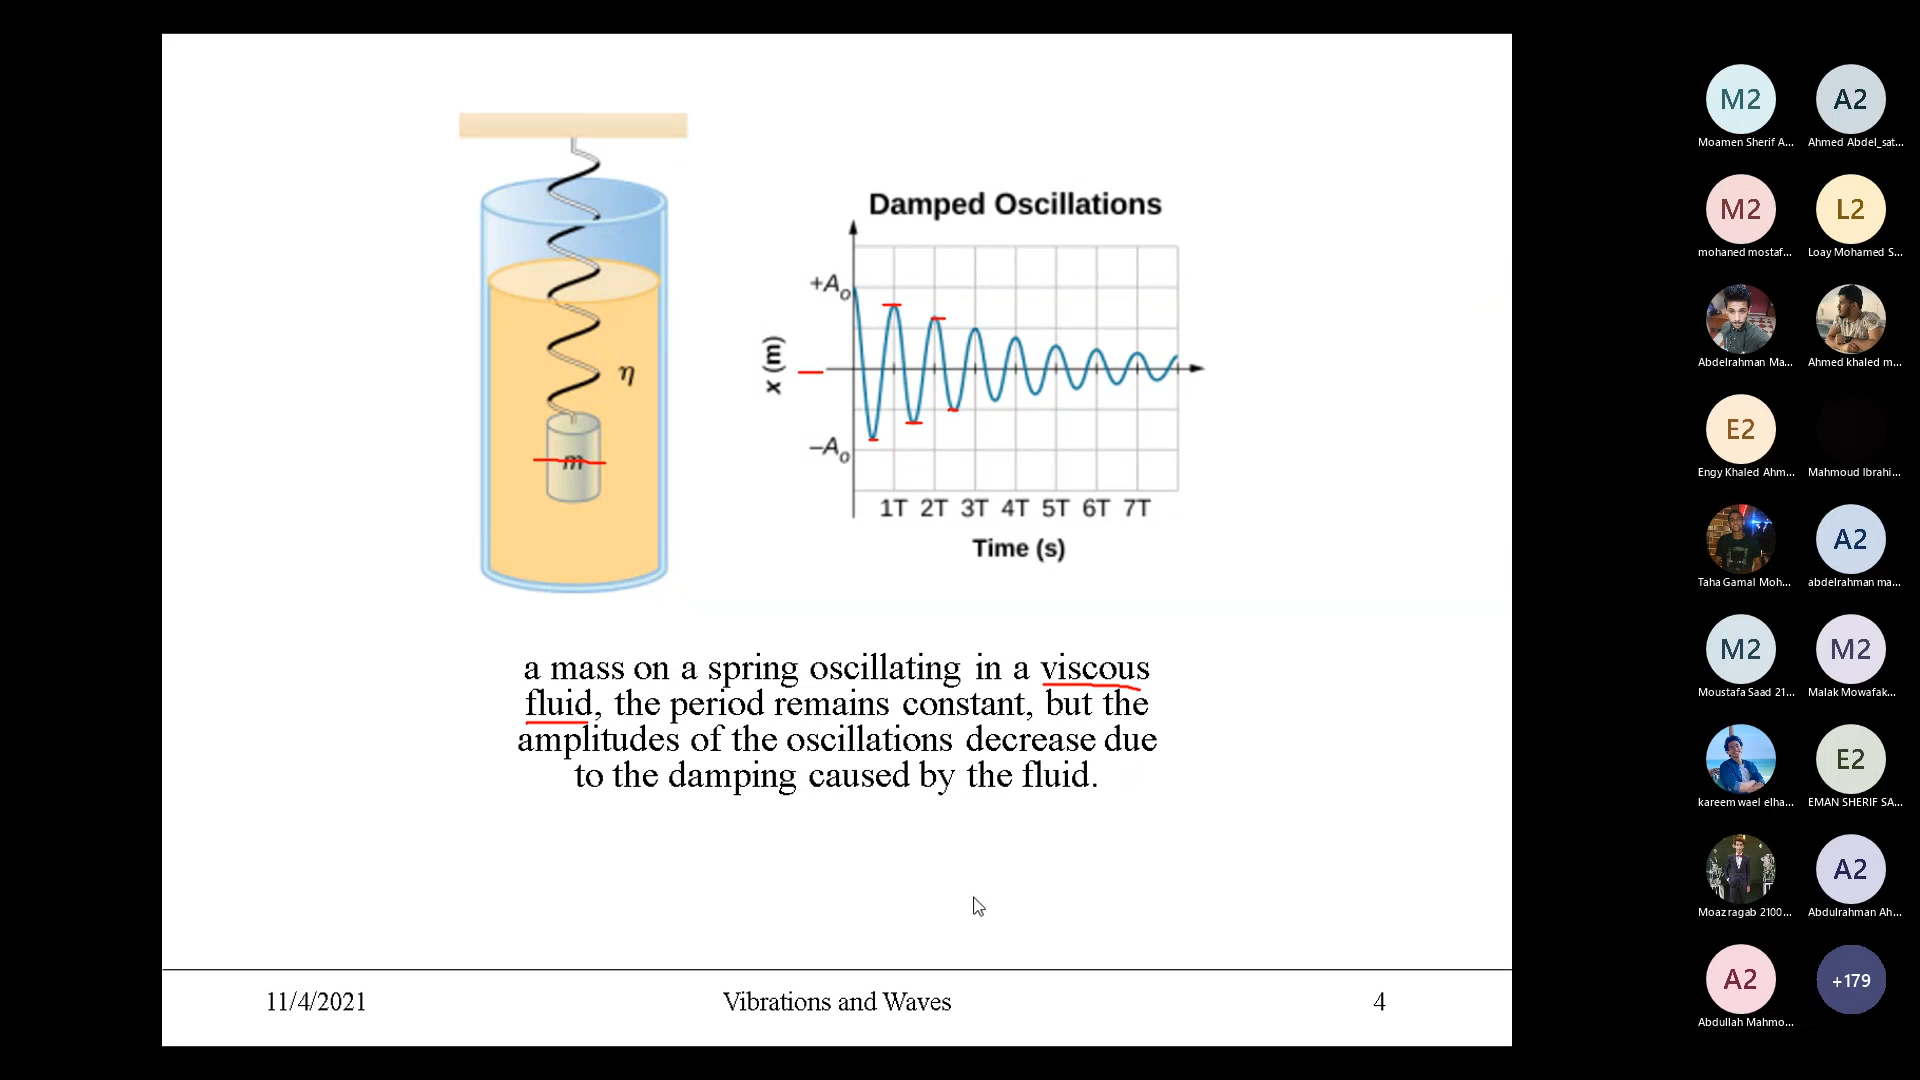 Damped Oscillations
+Ao
x (m)
–Ao
1T 2T 3T 4T 5T 6T 7T
Time (s)
η
m
a mass on a spring oscillating in a viscous
fluid, the period remains constant, but the
amplitudes of the oscillations decrease due
to the damping caused by the fluid.
11/4/2021
Vibrations and Waves
4
M2
A2
Moamen Sherif A...
Ahmed Abdel_sat...
M2
L2
mohaned mostaf...
Loay Mohamed S...
Abdelrahman Ma...
Ahmed khaled m...
E2
Engy Khaled Ahm...
Mahmoud Ibrahi...
A2
Taha Gamal Moh...
abdelrahman ma...
M2
M2
Moustafa Saad 21...
Malak Mowafak...
E2
kareem wael elha...
EMAN SHERIF SA...
A2
Moaz ragab 2100...
Abdulrahman Ah...
A2
+179
Abdullah Mahmo...